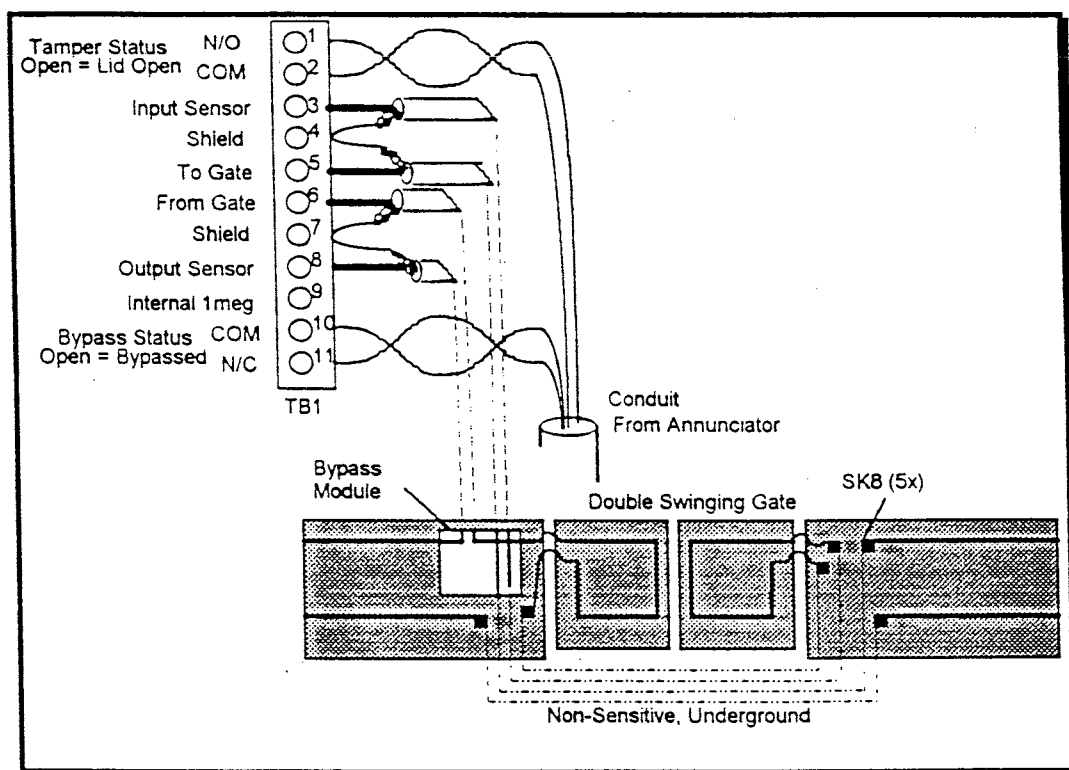 Tamper Status N/O 1
Open = Lid Open COM 2
Input Sensor 3
Shield 4
To Gate 5
From Gate 6
Shield 7
Output Sensor 8
Internal 1meg 9
Bypass Status COM 10
Open = Bypassed N/C 11
TB1
Conduit
From Annunciator
Bypass
Module
Double Swinging Gate
SK8 (5x)
Non-Sensitive, Underground